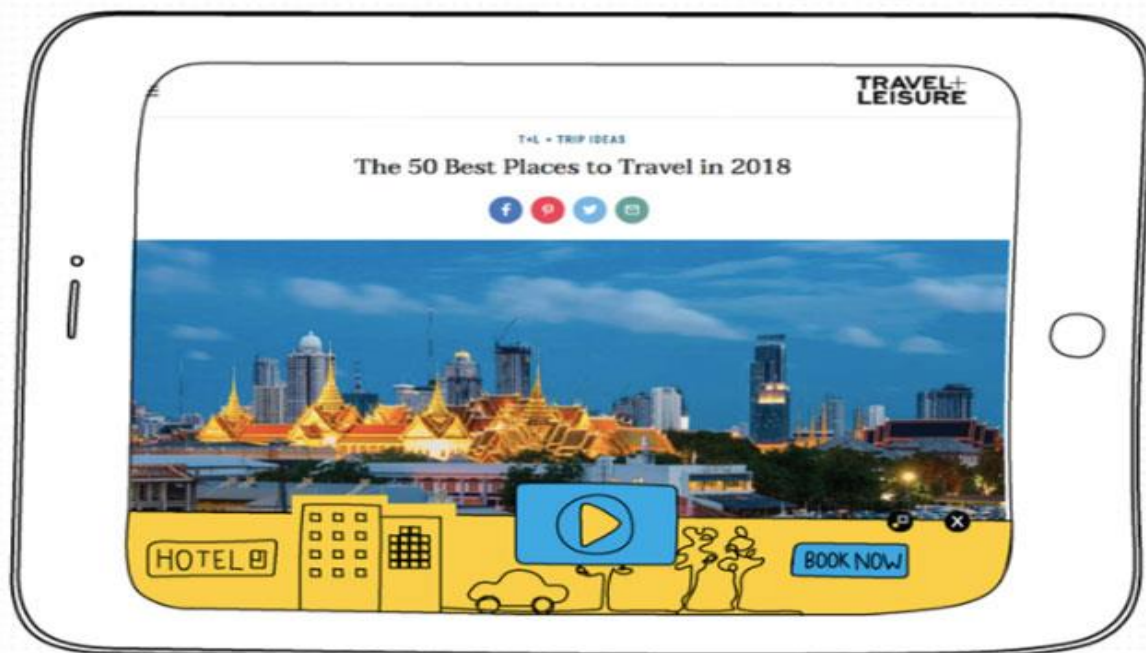 TRAVEL+
LEISURE
T+L • TRIP IDEAS
The 50 Best Places to Travel in 2018
HOTEL
BOOK NOW